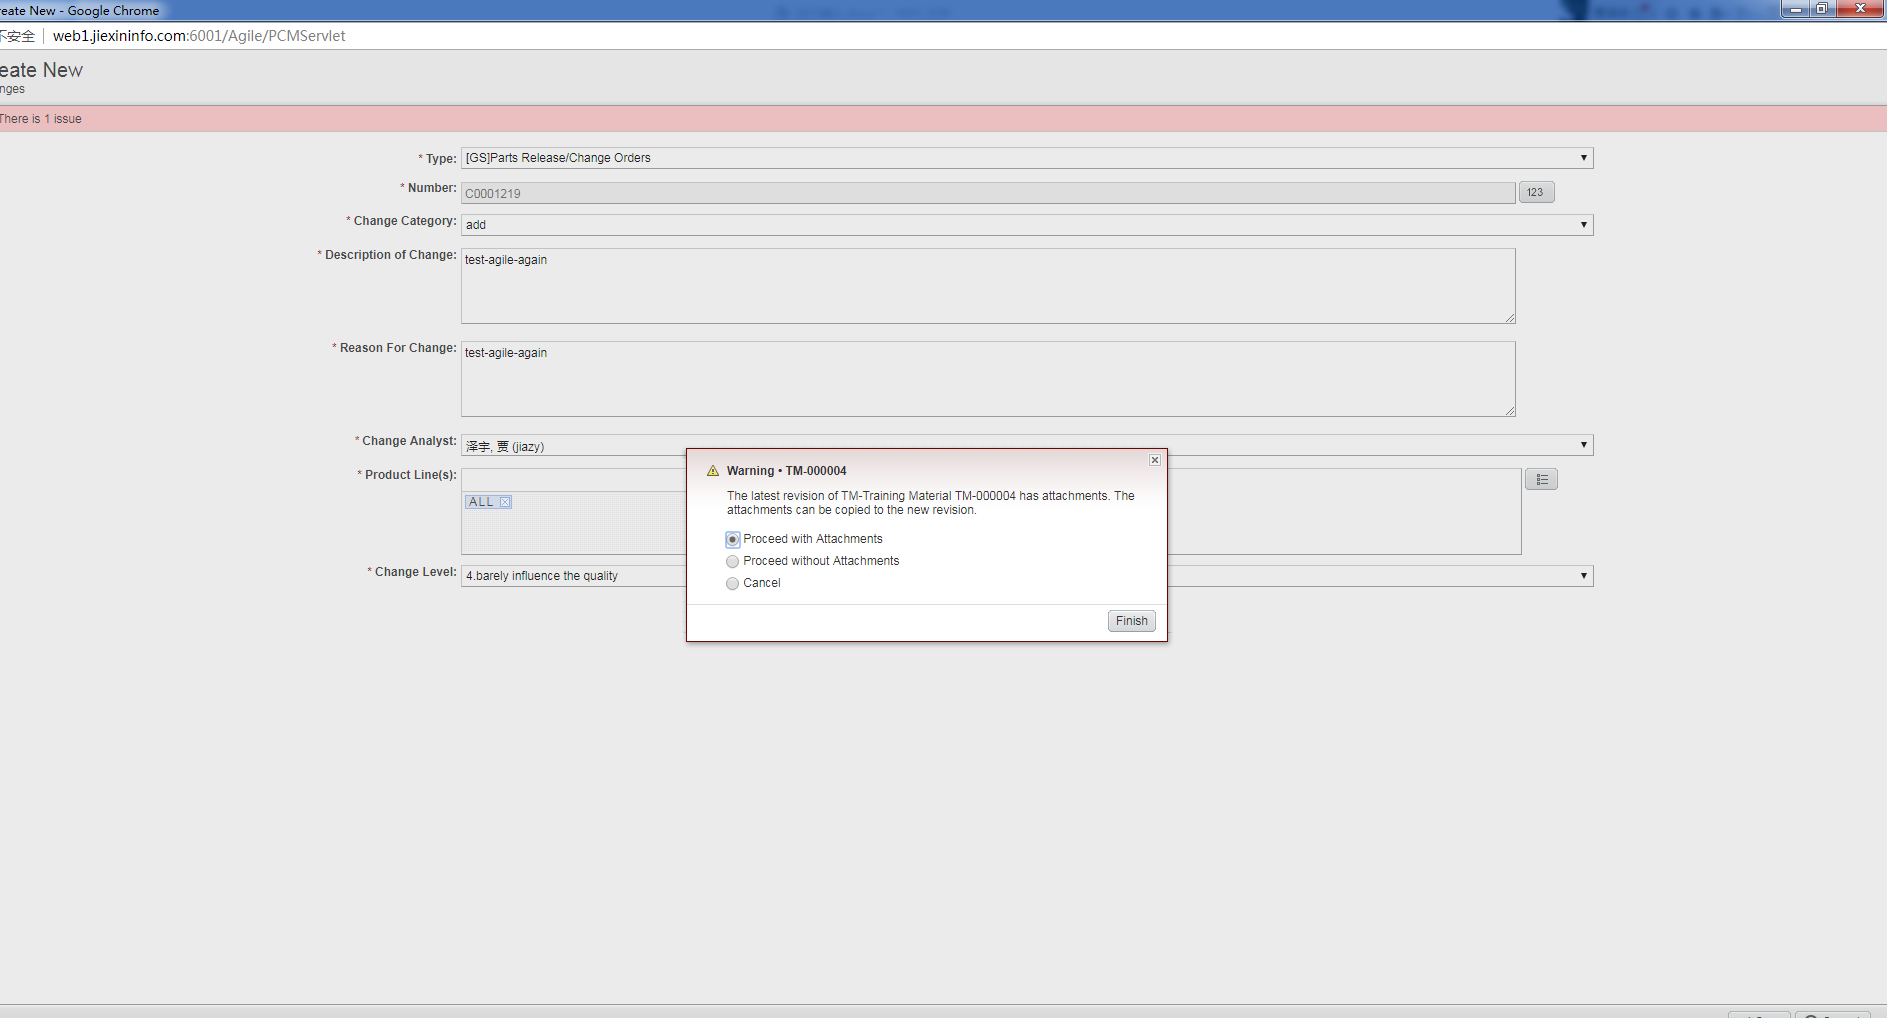 eate New - Google Chrome
不安全 web1.jiexininfo.com:6001/Agile/PCMServlet
eate New
nges
There is 1 issue
* Type: [GS]Parts Release/Change Orders
* Number: C0001219 123
* Change Category: add
* Description of Change: test-agile-again
* Reason For Change: test-agile-again
* Change Analyst: 泽宇, 贾 (jiazy)
* Product Line(s):
ALL
* Change Level: 4.barely influence the quality
Warning • TM-000004
The latest revision of TM-Training Material TM-000004 has attachments. The
attachments can be copied to the new revision.
Proceed with Attachments
Proceed without Attachments
Cancel
Finish